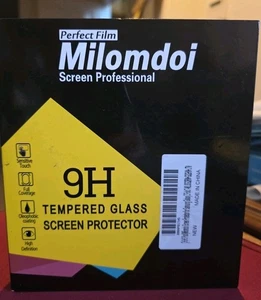 Perfect Film
Milomdoi
Screen Professional
Sensitive
Touch
Full
Coverage
Oleophobic
coating
High
Definition
9H
TEMPERED GLASS
SCREEN PROTECTOR
NEW
MADE IN CHINA